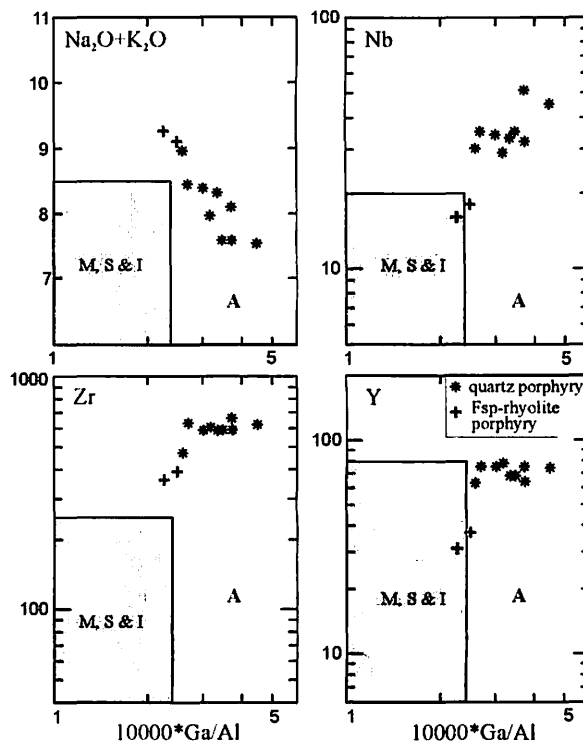 11
Na₂O+K₂O
10
9
8
7
M, S & I
A
1
5
100
Nb
10
M, S & I
A
1
5
1000
Zr
100
M, S & I
A
1
5
10000*Ga/Al
Y
quartz porphyry
Fsp-rhyolite
porphyry
100
10
M, S & I
A
1
5
10000*Ga/Al